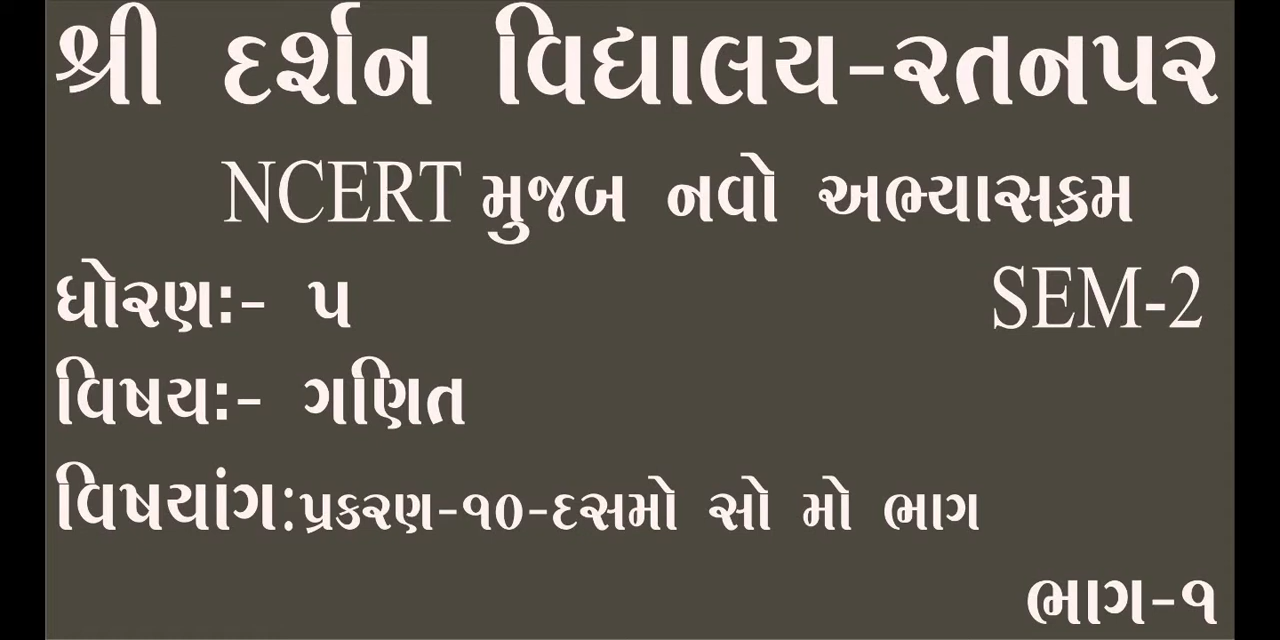 શ્રી દર્શન વિદ્યાલય-રતનપર
NCERT મુજબ નવો અભ્યાસક્રમ
ધોરણઃ- ૫ SEM-2
વિષયઃ- ગણિત
વિષયાંગ:પ્રકરણ-૧૦-દસમો સો મો ભાગ
ભાગ-૧